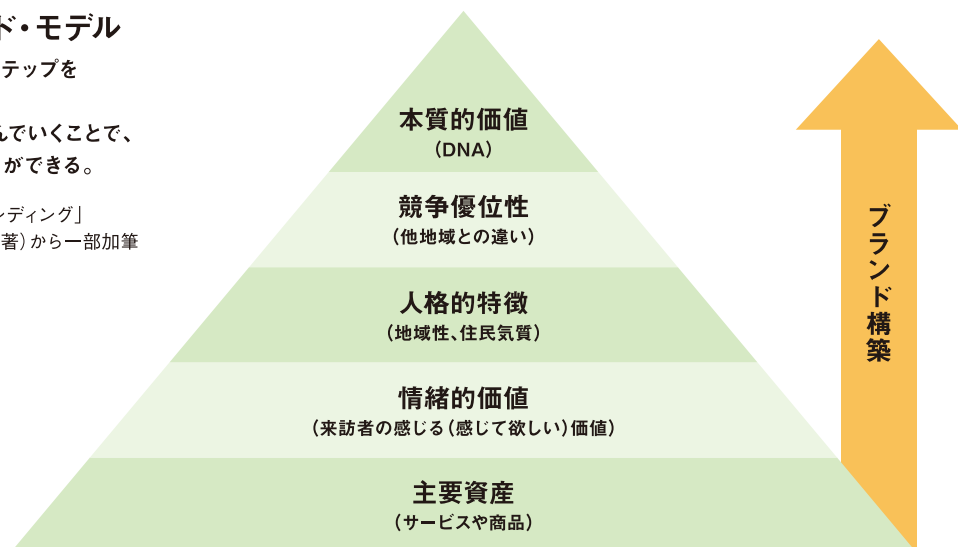 ド・モデル
テップを
んでいくことで、
ができる。
ンディング」
著）から一部加筆
本質的価値
（DNA）
競争優位性
（他地域との違い）
人格的特徴
（地域性、住民気質）
情緒的価値
（来訪者の感じる（感じて欲しい）価値）
主要資産
（サービスや商品）
ブランド構築